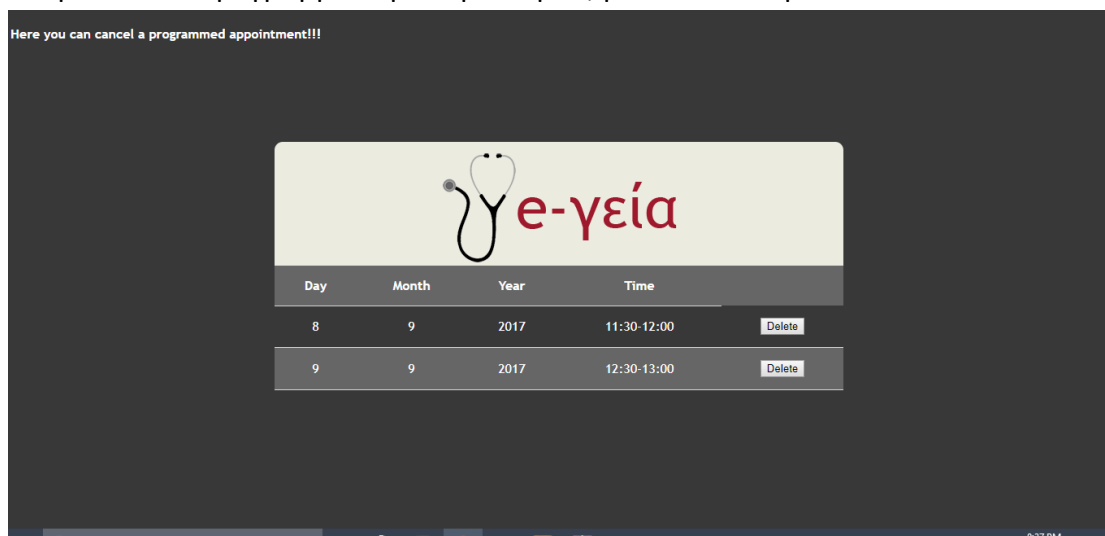 Here you can cancel a programmed appointment!!!
e-γεία
Day Month Year Time
8 9 2017 11:30-12:00 Delete
9 9 2017 12:30-13:00 Delete